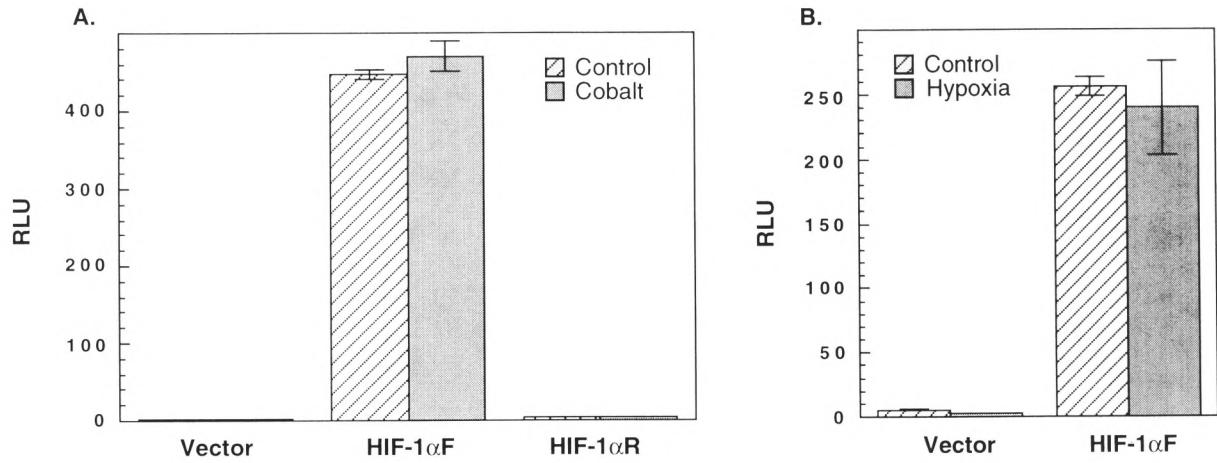 A.
Control
Cobalt
RLU
400
300
200
100
0
Vector
HIF-1αF
HIF-1αR
B.
Control
Hypoxia
RLU
250
200
150
100
50
0
Vector
HIF-1αF